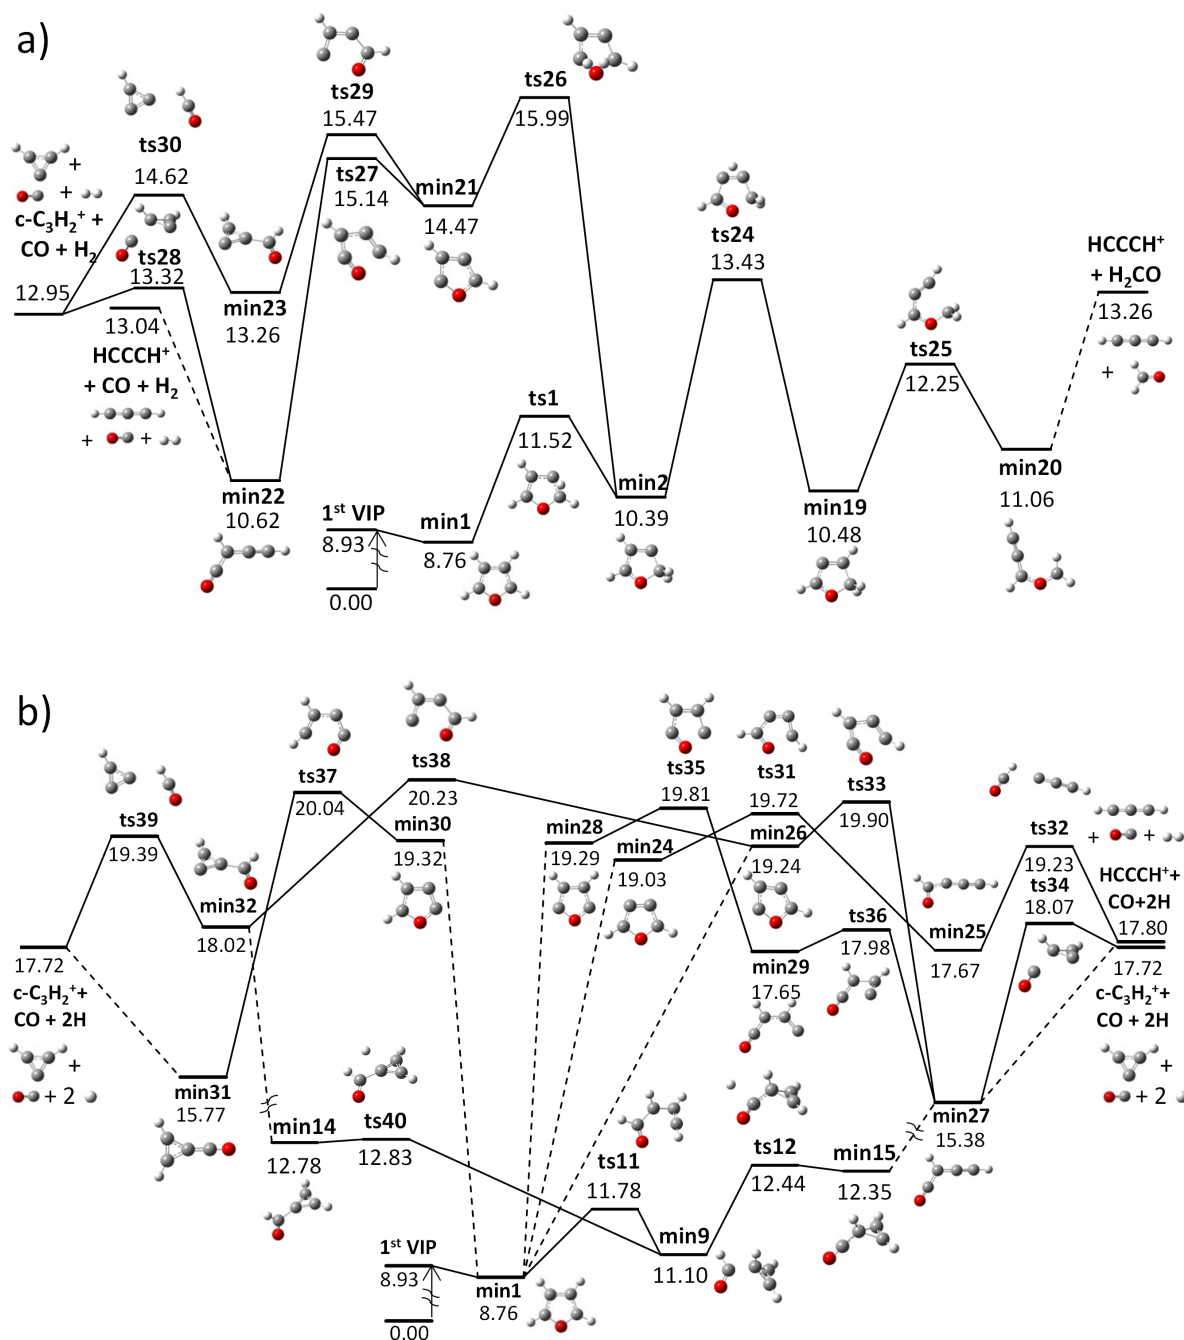 a)
ts29
15.47
ts26
15.99
ts30
14.62
+
+
c-C₃H₂⁺ +
CO + H₂
12.95
ts28
13.32
13.04
HCCCH⁺
+ CO + H₂
+ +
min23
13.26
ts27
15.14
min21
14.47
ts24
13.43
HCCCH⁺
+ H₂CO
13.26
+
ts25
12.25
ts1
11.52
min22
10.62
1st VIP
8.93
0.00
min1
8.76
min2
10.39
min19
10.48
min20
11.06
b)
ts37
20.04
ts38
20.23
ts35
19.81
ts31
19.72
ts33
19.90
ts39
19.39
min30
19.32
min28
19.29
min24
19.03
min26
19.24
ts32
19.23
+ +
HCCCH⁺+
CO+2H
17.80
17.72
c-C₃H₂⁺+
CO + 2H
+
+ 2
min32
18.02
17.72
c-C₃H₂⁺+
CO + 2H
+
+ 2
min29
17.65
ts36
17.98
min25
17.67
ts34
18.07
min31
15.77
min14
12.78
ts40
12.83
ts11
11.78
ts12
12.44
min15
12.35
min27
15.38
1st VIP
8.93
0.00
min1
8.76
min9
11.10